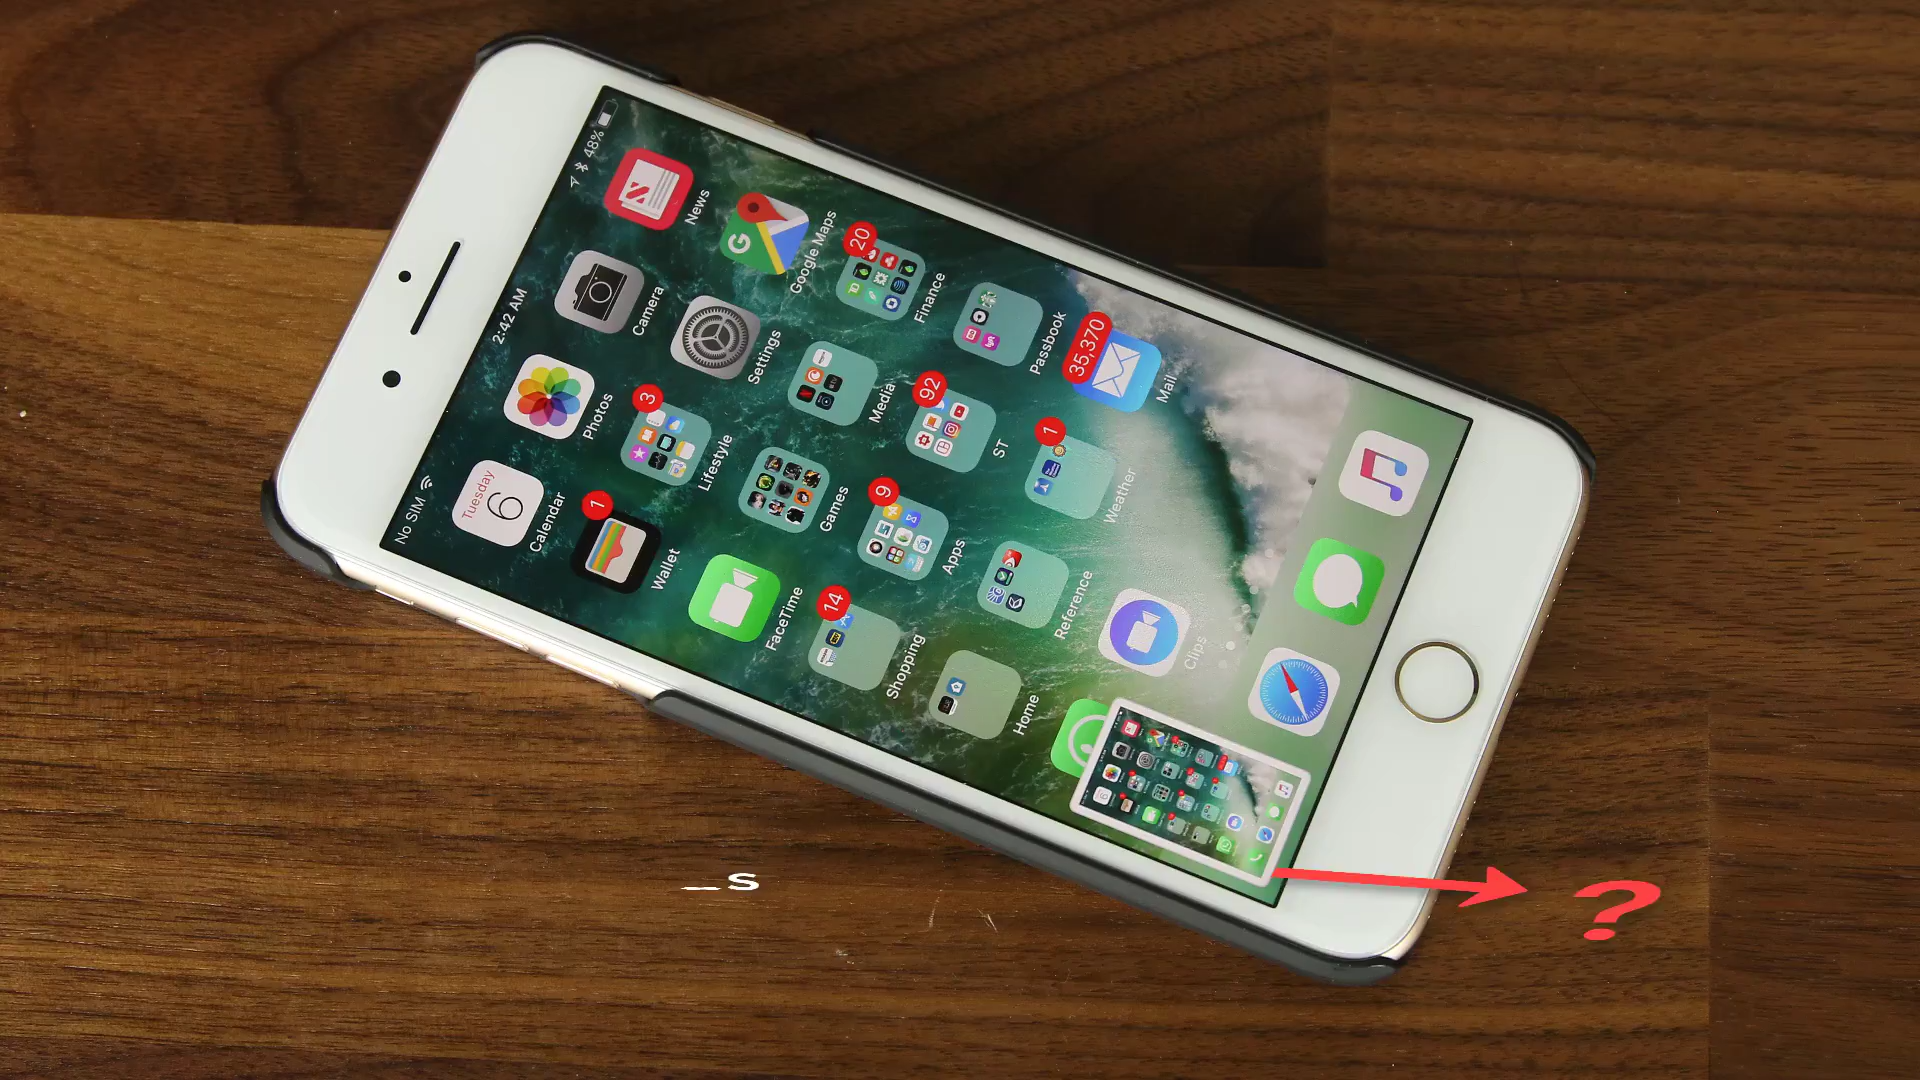 No SIM
2:42 AM
48%
Tuesday
6
Calendar
Photos
Camera
News
1
Wallet
3
Lifestyle
Settings
G
Google Maps
FaceTime
Games
Media
20
Finance
14
Shopping
9
Apps
92
ST
Passbook
Home
Reference
1
Weather
35,370
Mail
Clips
_s
?